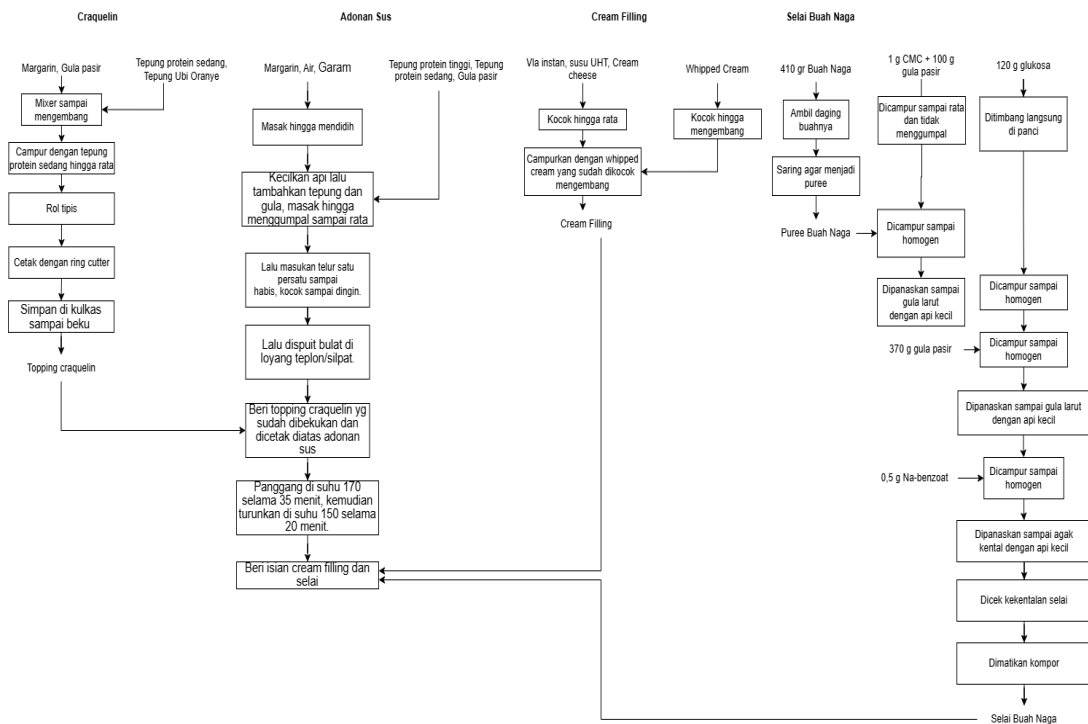 Craquelin
Adonan Sus
Cream Filling
Selai Buah Naga
Margarin, Gula pasir
Tepung protein sedang,
Tepung Ubi Oranye
Mixer sampai
mengembang
Campur dengan tepung
protein sedang hingga rata
Rol tipis
Cetak dengan ring cutter
Simpan di kulkas
sampai beku
Topping craquelin
Margarin, Air, Garam
Tepung protein tinggi, Tepung
protein sedang, Gula pasir
Masak hingga mendidih
Kecilkan api lalu
tambahkan tepung dan
gula, masak hingga
menggumpal sampai rata
Lalu masukan telur satu
persatu sampai
habis, kocok sampai dingin.
Lalu dispuit bulat di
loyang teplon/silpat.
Beri topping craquelin yg
sudah dibekukan dan
dicetak diatas adonan
sus
Panggang di suhu 170
selama 35 menit, kemudian
turunkan di suhu 150 selama
20 menit.
Beri isian cream filling dan
selai
Vla instan, susu UHT, Cream
cheese
Whipped Cream
Kocok hingga rata
Kocok hingga
mengembang
Campurkan dengan whipped
cream yang sudah dikocok
mengembang
Cream Filling
410 gr Buah Naga
1 g CMC + 100 g
gula pasir
120 g glukosa
Ambil daging
buahnya
Dicampur sampai rata
dan tidak
menggumpal
Ditimbang langsung
di panci
Saring agar menjadi
puree
Puree Buah Naga
Dicampur sampai
homogen
Dipanaskan sampai
gula larut
dengan api kecil
Dicampur sampai
homogen
370 g gula pasir
Dicampur sampai
homogen
Dipanaskan sampai gula larut
dengan api kecil
0,5 g Na-benzoat
Dicampur sampai
homogen
Dipanaskan sampai agak
kental dengan api kecil
Dicek kekentalan selai
Dimatikan kompor
Selai Buah Naga